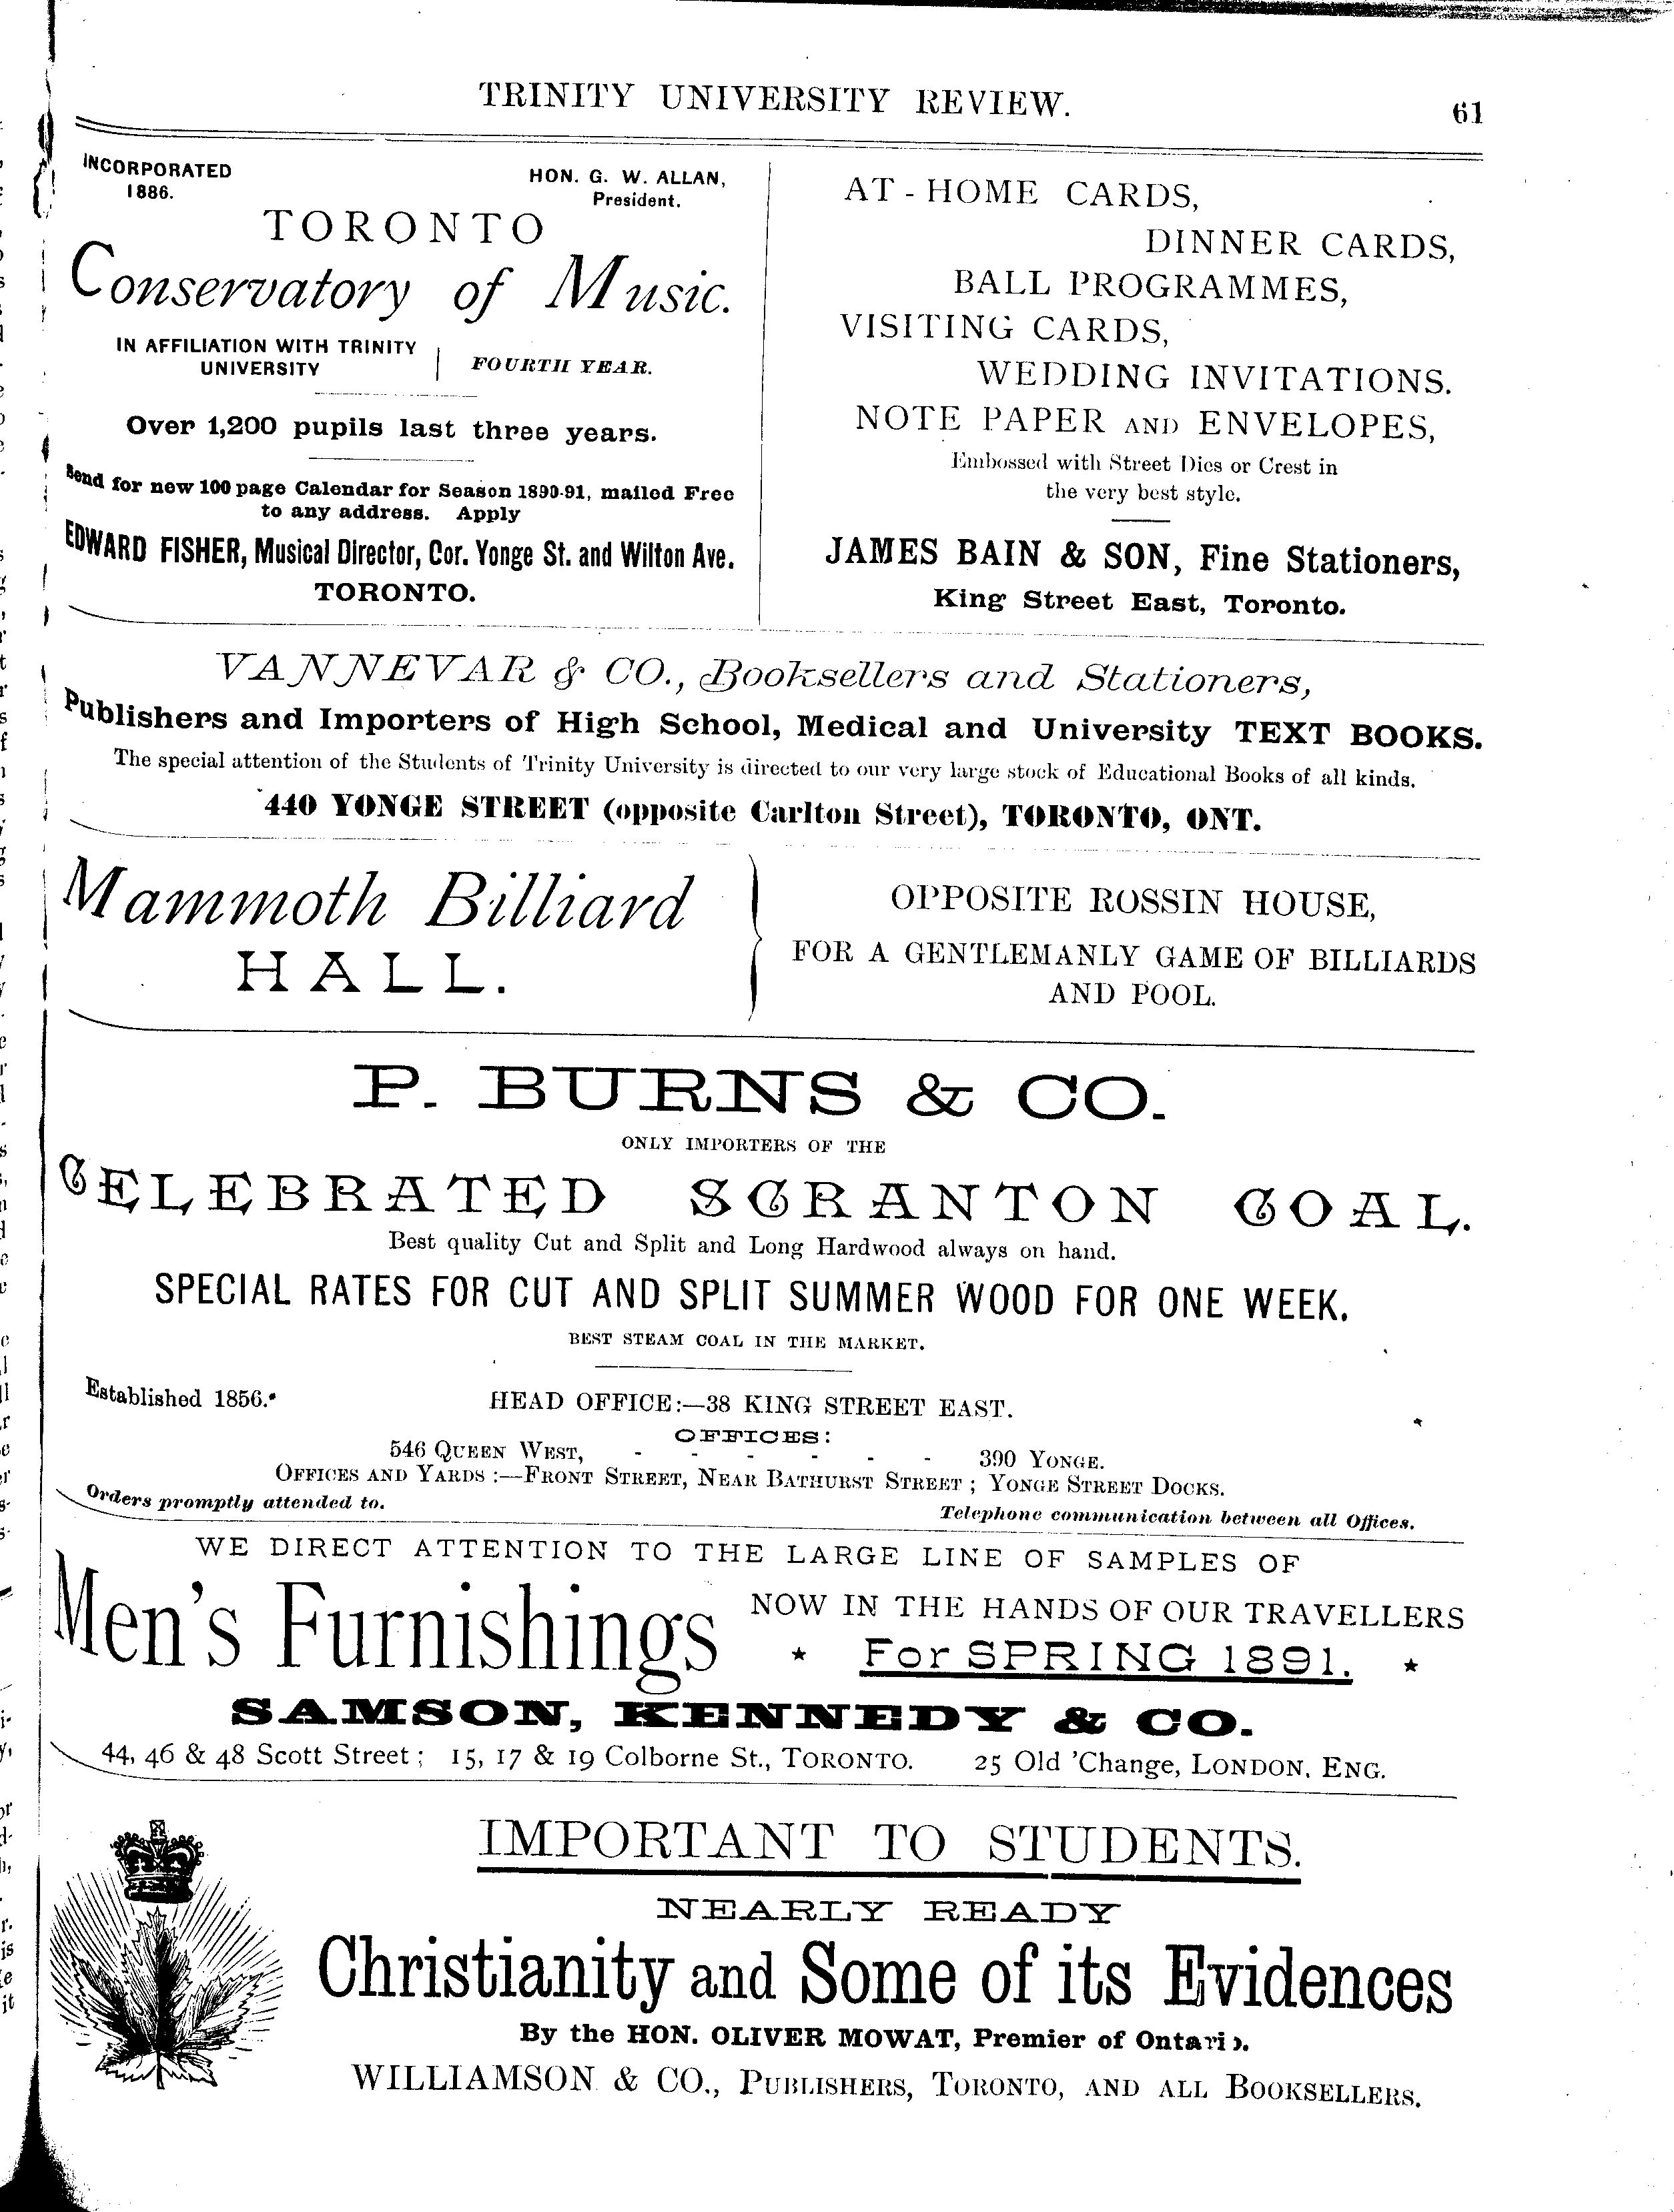 TRINITY UNIVERSITY REVIEW. 61
INCORPORATED
1886.
HON. G. W. ALLAN,
President.
TORONTO
Conservatory of Music.
IN AFFILIATION WITH TRINITY
UNIVERSITY
FOURTH YEAR.
Over 1,200 pupils last three years.
Send for new 100 page Calendar for Season 1890-91, mailed Free
to any address. Apply
EDWARD FISHER, Musical Director, Cor. Yonge St. and Wilton Ave.
TORONTO.
AT-HOME CARDS,
DINNER CARDS,
BALL PROGRAMMES,
VISITING CARDS,
WEDDING INVITATIONS.
NOTE PAPER AND ENVELOPES,
Embossed with Street Dies or Crest in
the very best style.
JAMES BAIN & SON, Fine Stationers,
King Street East, Toronto.
VANNEVAR & CO., Booksellers and Stationers,
Publishers and Importers of High School, Medical and University TEXT BOOKS.
The special attention of the Students of Trinity University is directed to our very large stock of Educational Books of all kinds.
440 YONGE STREET (opposite Carlton Street), TORONTO, ONT.
Mammoth Billiard
HALL.
OPPOSITE ROSSIN HOUSE,
FOR A GENTLEMANLY GAME OF BILLIARDS
AND POOL.
P. BURNS & CO.
ONLY IMPORTERS OF THE
CELEBRATED SCRANTON COAL.
Best quality Cut and Split and Long Hardwood always on hand.
SPECIAL RATES FOR CUT AND SPLIT SUMMER WOOD FOR ONE WEEK.
BEST STEAM COAL IN THE MARKET.
Established 1856.
HEAD OFFICE:—38 KING STREET EAST.
OFFICES:
546 QUEEN WEST, - - - - - - 390 YONGE.
OFFICES AND YARDS :—FRONT STREET, NEAR BATHURST STREET ; YONGE STREET DOCKS.
Orders promptly attended to.
Telephone communication between all Offices.
WE DIRECT ATTENTION TO THE LARGE LINE OF SAMPLES OF
Men's Furnishings
NOW IN THE HANDS OF OUR TRAVELLERS
* For SPRING 1891. *
SAMSON, KENNEDY & CO.
44, 46 & 48 Scott Street ; 15, 17 & 19 Colborne St., TORONTO. 25 Old 'Change, LONDON, ENG.
IMPORTANT TO STUDENTS.
NEARLY READY
Christianity and Some of its Evidences
By the HON. OLIVER MOWAT, Premier of Ontario.
WILLIAMSON & CO., PUBLISHERS, TORONTO, AND ALL BOOKSELLERS.